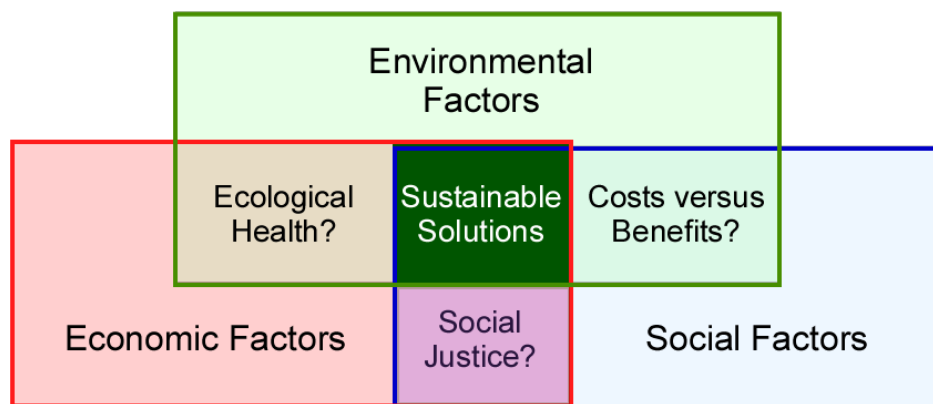 Environmental
Factors
Ecological
Health?
Sustainable
Solutions
Costs versus
Benefits?
Economic Factors
Social
Justice?
Social Factors